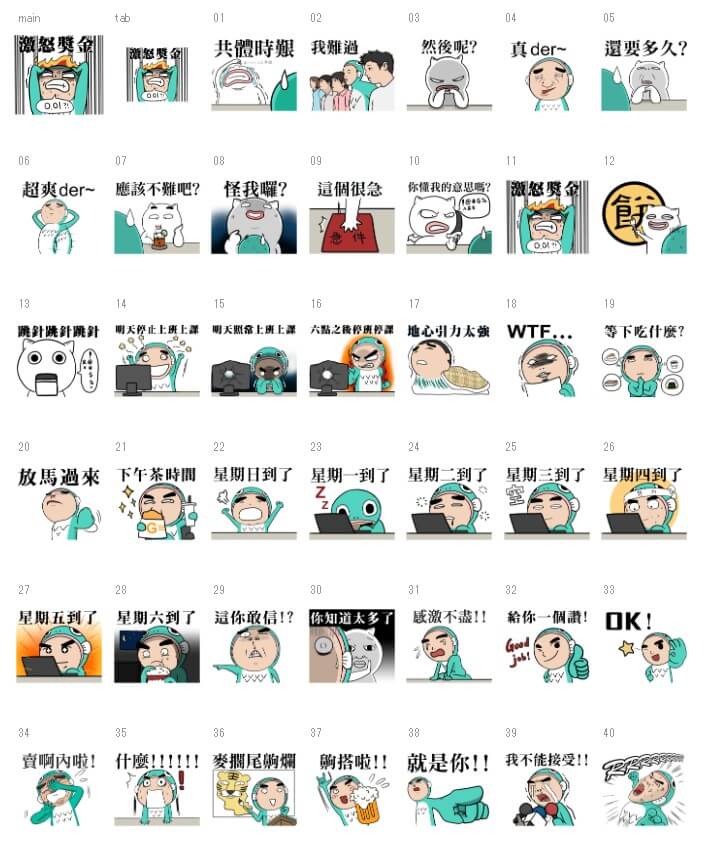 main
tab
01
02
03
04
05
激怒獎金
激怒獎金
共體時艱
我難過
然後呢?
真der~
還要多久?
06
07
08
09
10
11
12
超爽der~
應該不難吧?
怪我囉?
這個很急
你懂我的意思嗎?
激怒獎金
餓
急件
13
14
15
16
17
18
19
跳針跳針跳針
明天停止上班上課
明天照常上班上課
六點之後停班停課
地心引力太強
WTF...
等下吃什麼?
20
21
22
23
24
25
26
放馬過來
下午茶時間
星期日到了
星期一到了
星期二到了
星期三到了
星期四到了
Z
Z
空
27
28
29
30
31
32
33
星期五到了
星期六到了
這你敢信!?
你知道太多了
感激不盡!!
給你一個讚!
OK!
Good
job!
34
35
36
37
38
39
40
賣啊內啦!
什麼!!!!!!
麥擱尾齁爛
齁搭啦!!
就是你!!
我不能接受!!